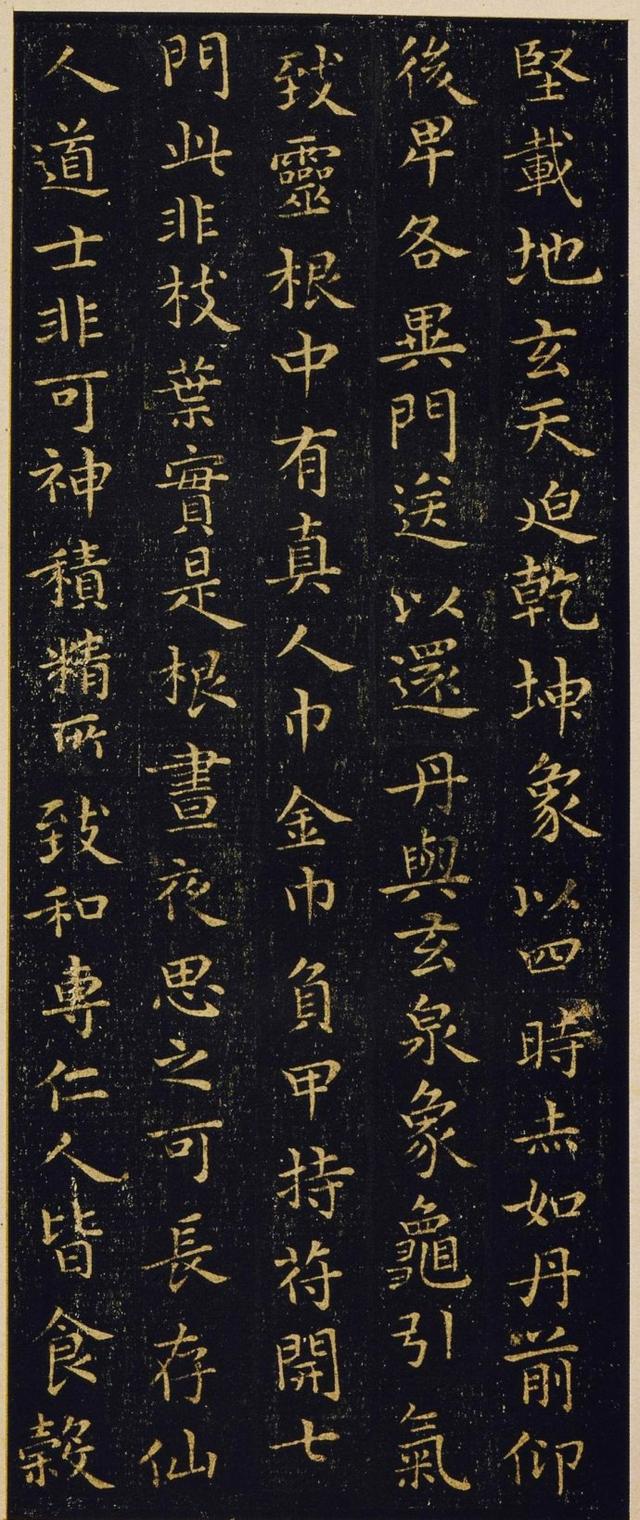 堅載地玄天迫乾坤象以四時赤如丹前仰
後卑各異門送以還丹與玄泉象龜引氣
致靈根中有真人巾金巾負甲持苻開七
門此非枝葉實是根晝夜思之可長存仙
人道士非可神積精所致和專仁人皆食榖